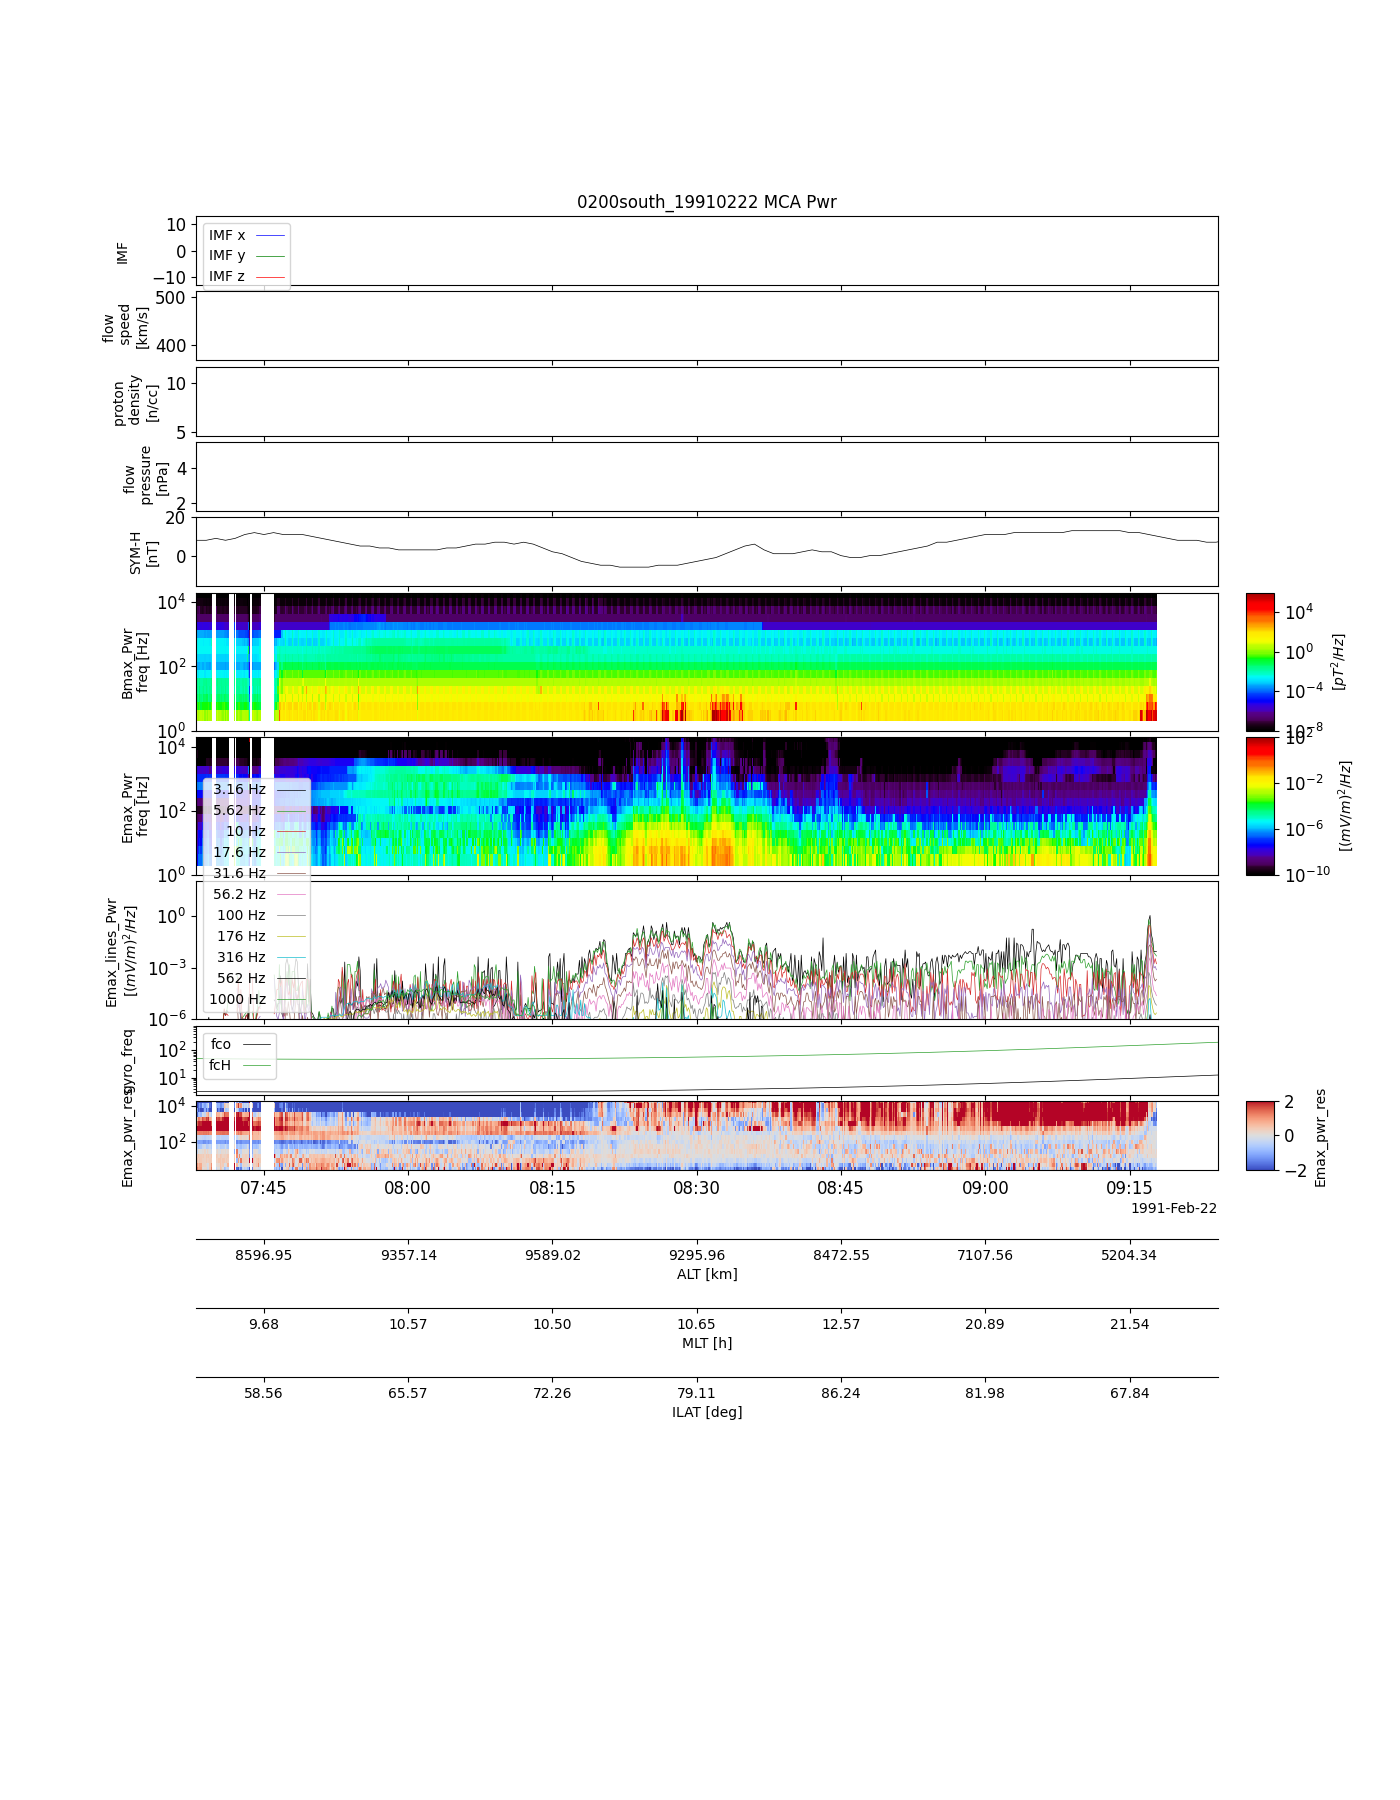 0200south_19910222 MCA Pwr
10
0
−10
IMF
IMF x
IMF y
IMF z
500
400
flow
speed
[km/s]
10
5
proton
density
[n/cc]
4
2
flow
pressure
[nPa]
20
0
SYM-H
[nT]
10^4
10^2
10^0
Bmax_Pwr
freq [Hz]
10^4
10^0
10^−4
10^−8
[pT^2/Hz]
10^4
10^2
10^0
Emax_Pwr
freq [Hz]
10^2
10^−2
10^−6
10^−10
[(mV/m)^2/Hz]
3.16 Hz
5.62 Hz
10 Hz
17.6 Hz
31.6 Hz
56.2 Hz
100 Hz
176 Hz
316 Hz
562 Hz
1000 Hz
10^0
10^−3
10^−6
Emax_lines_Pwr
[(mV/m)^2/Hz]
10^2
10^1
gyro_freq
fco
fcH
10^4
10^2
Emax_pwr_res
2
0
−2
Emax_pwr_res
07:45 08:00 08:15 08:30 08:45 09:00 09:15
1991-Feb-22
8596.95 9357.14 9589.02 9295.96 8472.55 7107.56 5204.34
ALT [km]
9.68 10.57 10.50 10.65 12.57 20.89 21.54
MLT [h]
58.56 65.57 72.26 79.11 86.24 81.98 67.84
ILAT [deg]